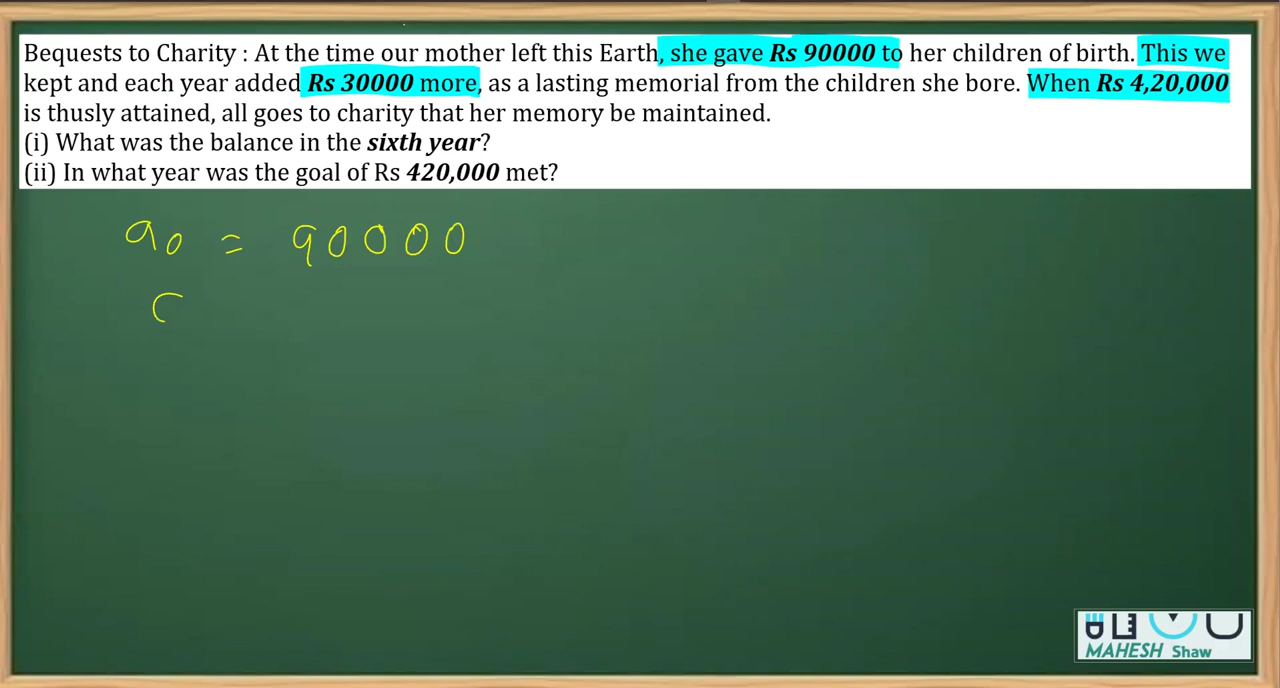 Bequests to Charity : At the time our mother left this Earth, she gave Rs 90000 to her children of birth. This we
kept and each year added Rs 30000 more, as a lasting memorial from the children she bore. When Rs 4,20,000
is thusly attained, all goes to charity that her memory be maintained.
(i) What was the balance in the sixth year?
(ii) In what year was the goal of Rs 420,000 met?
a0 = 90000
MAHESH Shaw